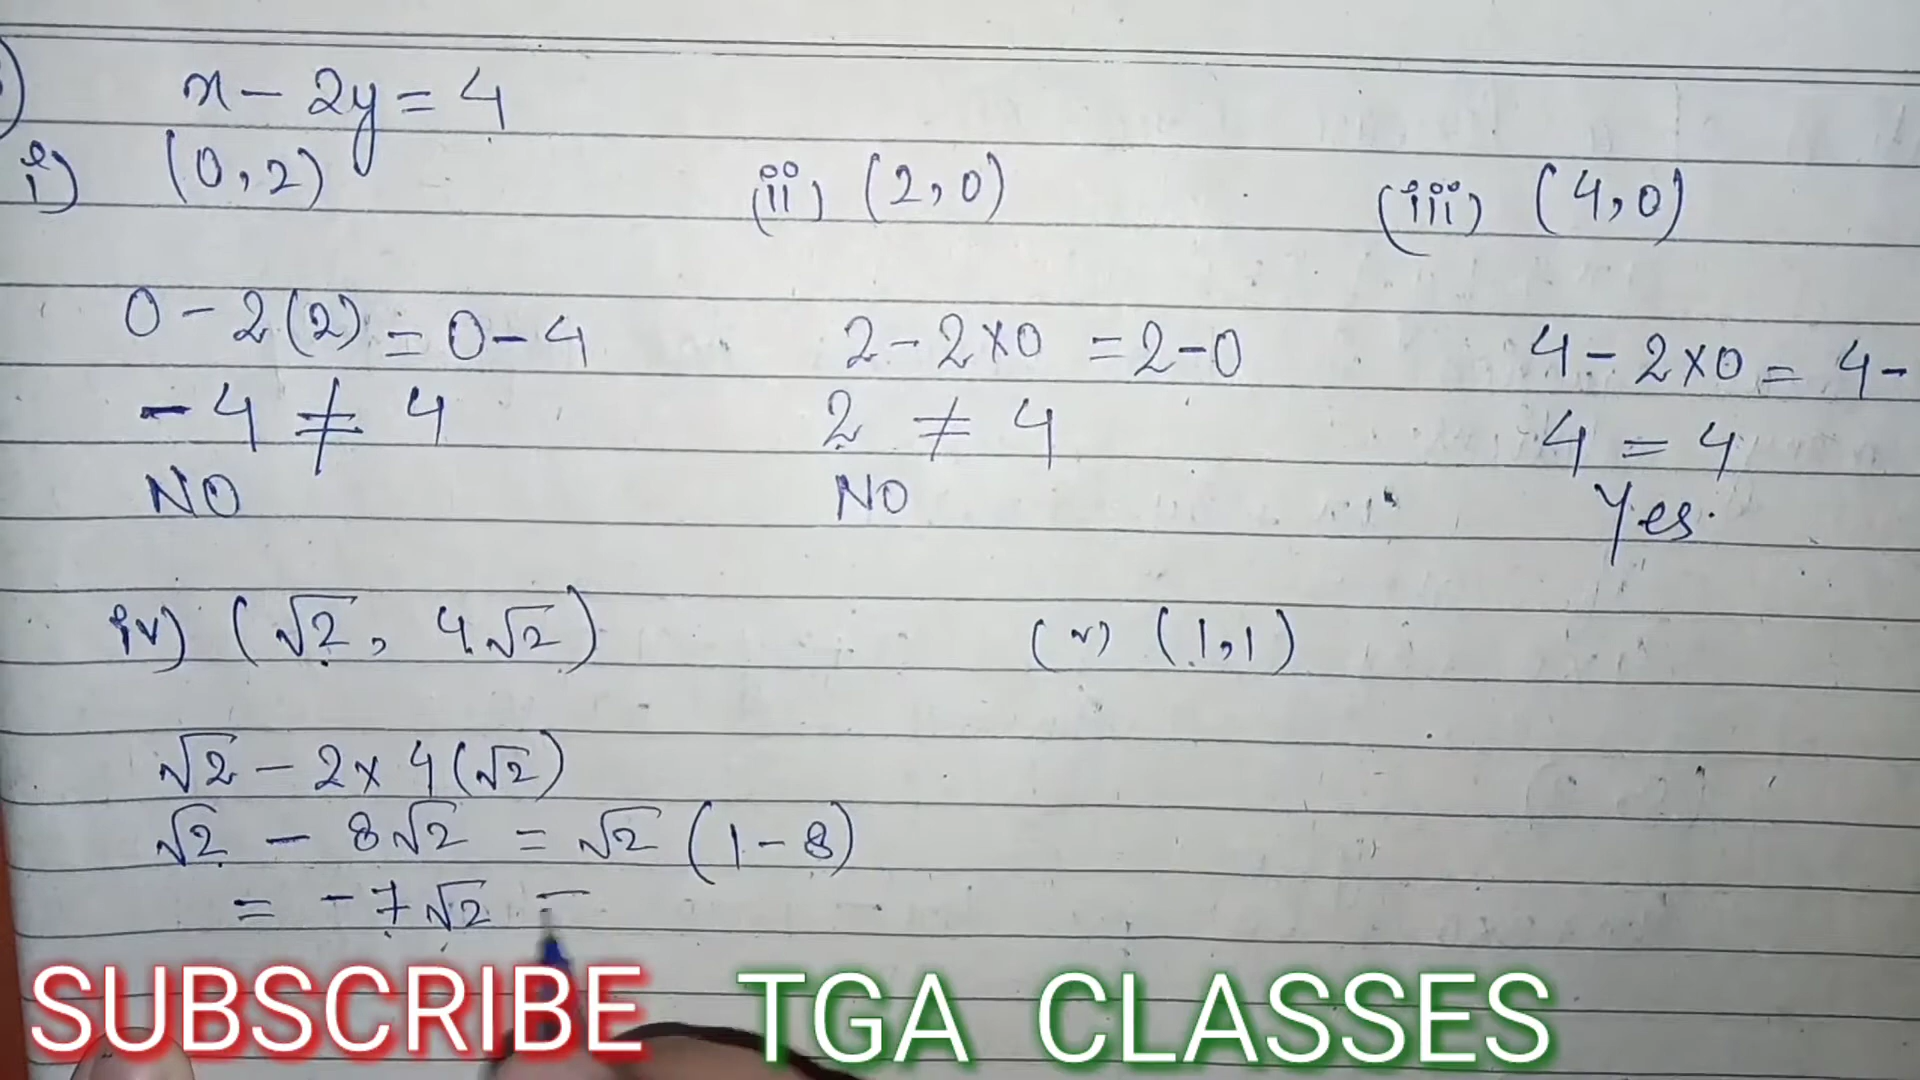 x - 2y = 4
i) (0, 2) (ii) (2, 0) (iii) (4, 0)
0 - 2(2) = 0 - 4 2 - 2×0 = 2 - 0 4 - 2×0 = 4 -
- 4 ≠ 4 2 ≠ 4 4 = 4
NO NO Yes.
iv) (√2, 4√2) (v) (1, 1)
√2 - 2× 4(√2)
√2 - 8√2 = √2 (1 - 8)
= - 7√2
SUBSCRIBE TGA CLASSES